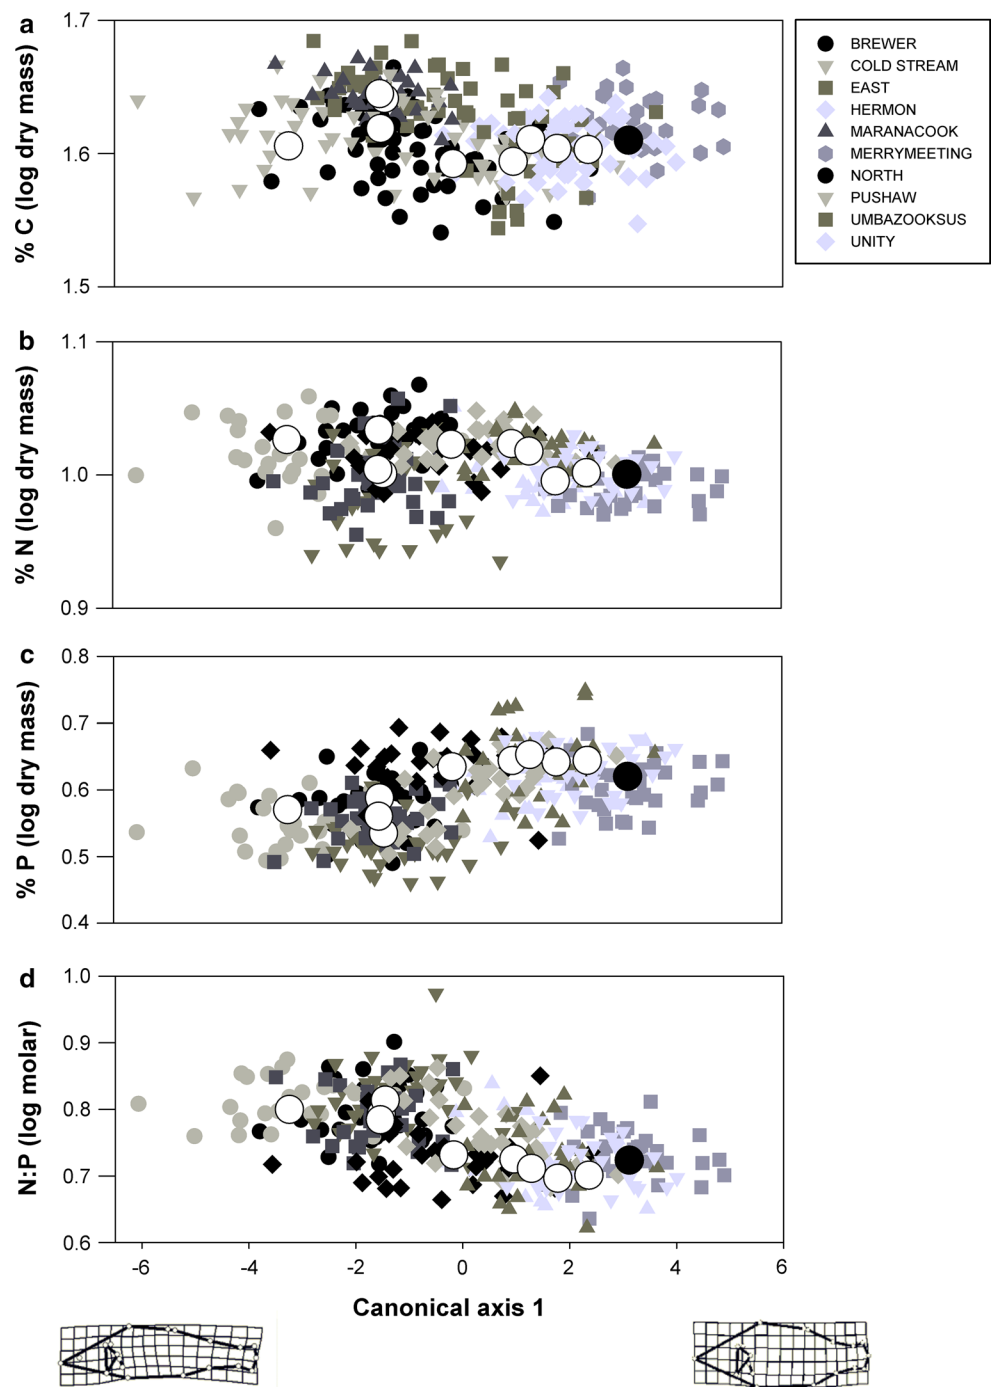 a
% C (log dry mass)
1.7
1.6
1.5
BREWER
COLD STREAM
EAST
HERMON
MARANACOOK
MERRYMEETING
NORTH
PUSHAW
UMBAZOOKSUS
UNITY
b
% N (log dry mass)
1.1
1.0
0.9
c
% P (log dry mass)
0.8
0.7
0.6
0.5
0.4
d
N:P (log molar)
1.0
0.9
0.8
0.7
0.6
-6 -4 -2 0 2 4 6
Canonical axis 1